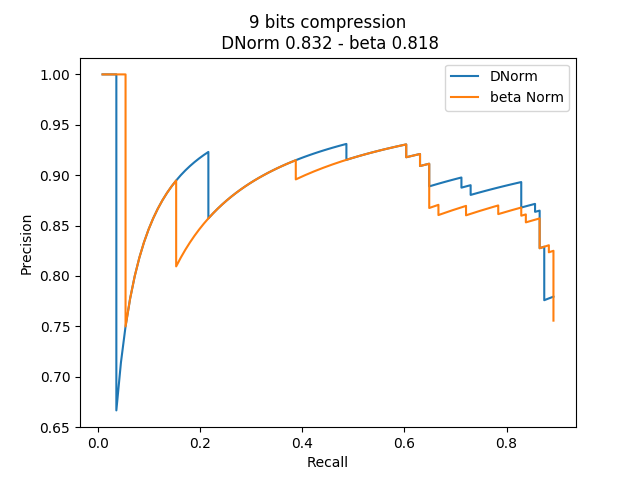 9 bits compression
DNorm 0.832 - beta 0.818
DNorm
beta Norm
1.00
0.95
0.90
0.85
0.80
0.75
0.70
0.65
Precision
0.0
0.2
0.4
0.6
0.8
Recall